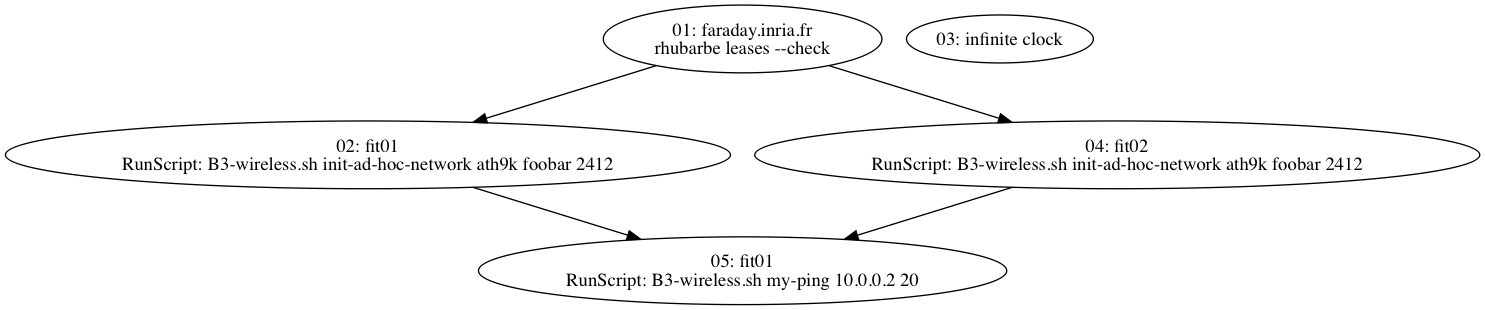 01: faraday.inria.fr
rhubarbe leases --check
03: infinite clock
02: fit01
RunScript: B3-wireless.sh init-ad-hoc-network ath9k foobar 2412
04: fit02
RunScript: B3-wireless.sh init-ad-hoc-network ath9k foobar 2412
05: fit01
RunScript: B3-wireless.sh my-ping 10.0.0.2 20